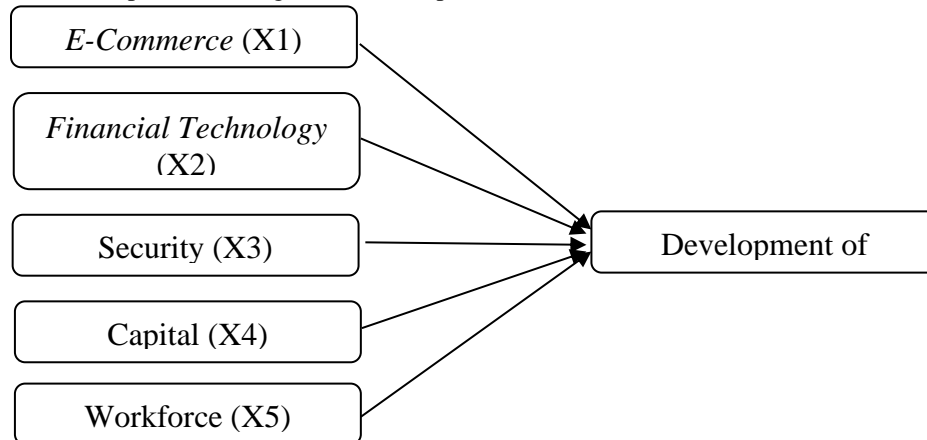 E-Commerce (X1)
Financial Technology
(X2)
Security (X3)
Development of
Capital (X4)
Workforce (X5)